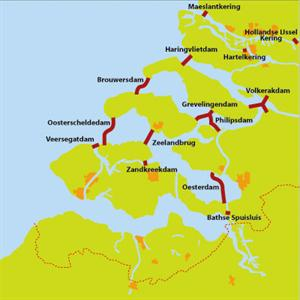 Maeslantkering
Hollandse IJssel
Kering
Haringvlietdam
Hartelkering
Brouwersdam
Volkerakdam
Grevelingendam
Oosterscheldedam
Philipsdam
Veersegatdam
Zeelandbrug
Zandkreekdam
Oesterdam
Bathse Spuisluis